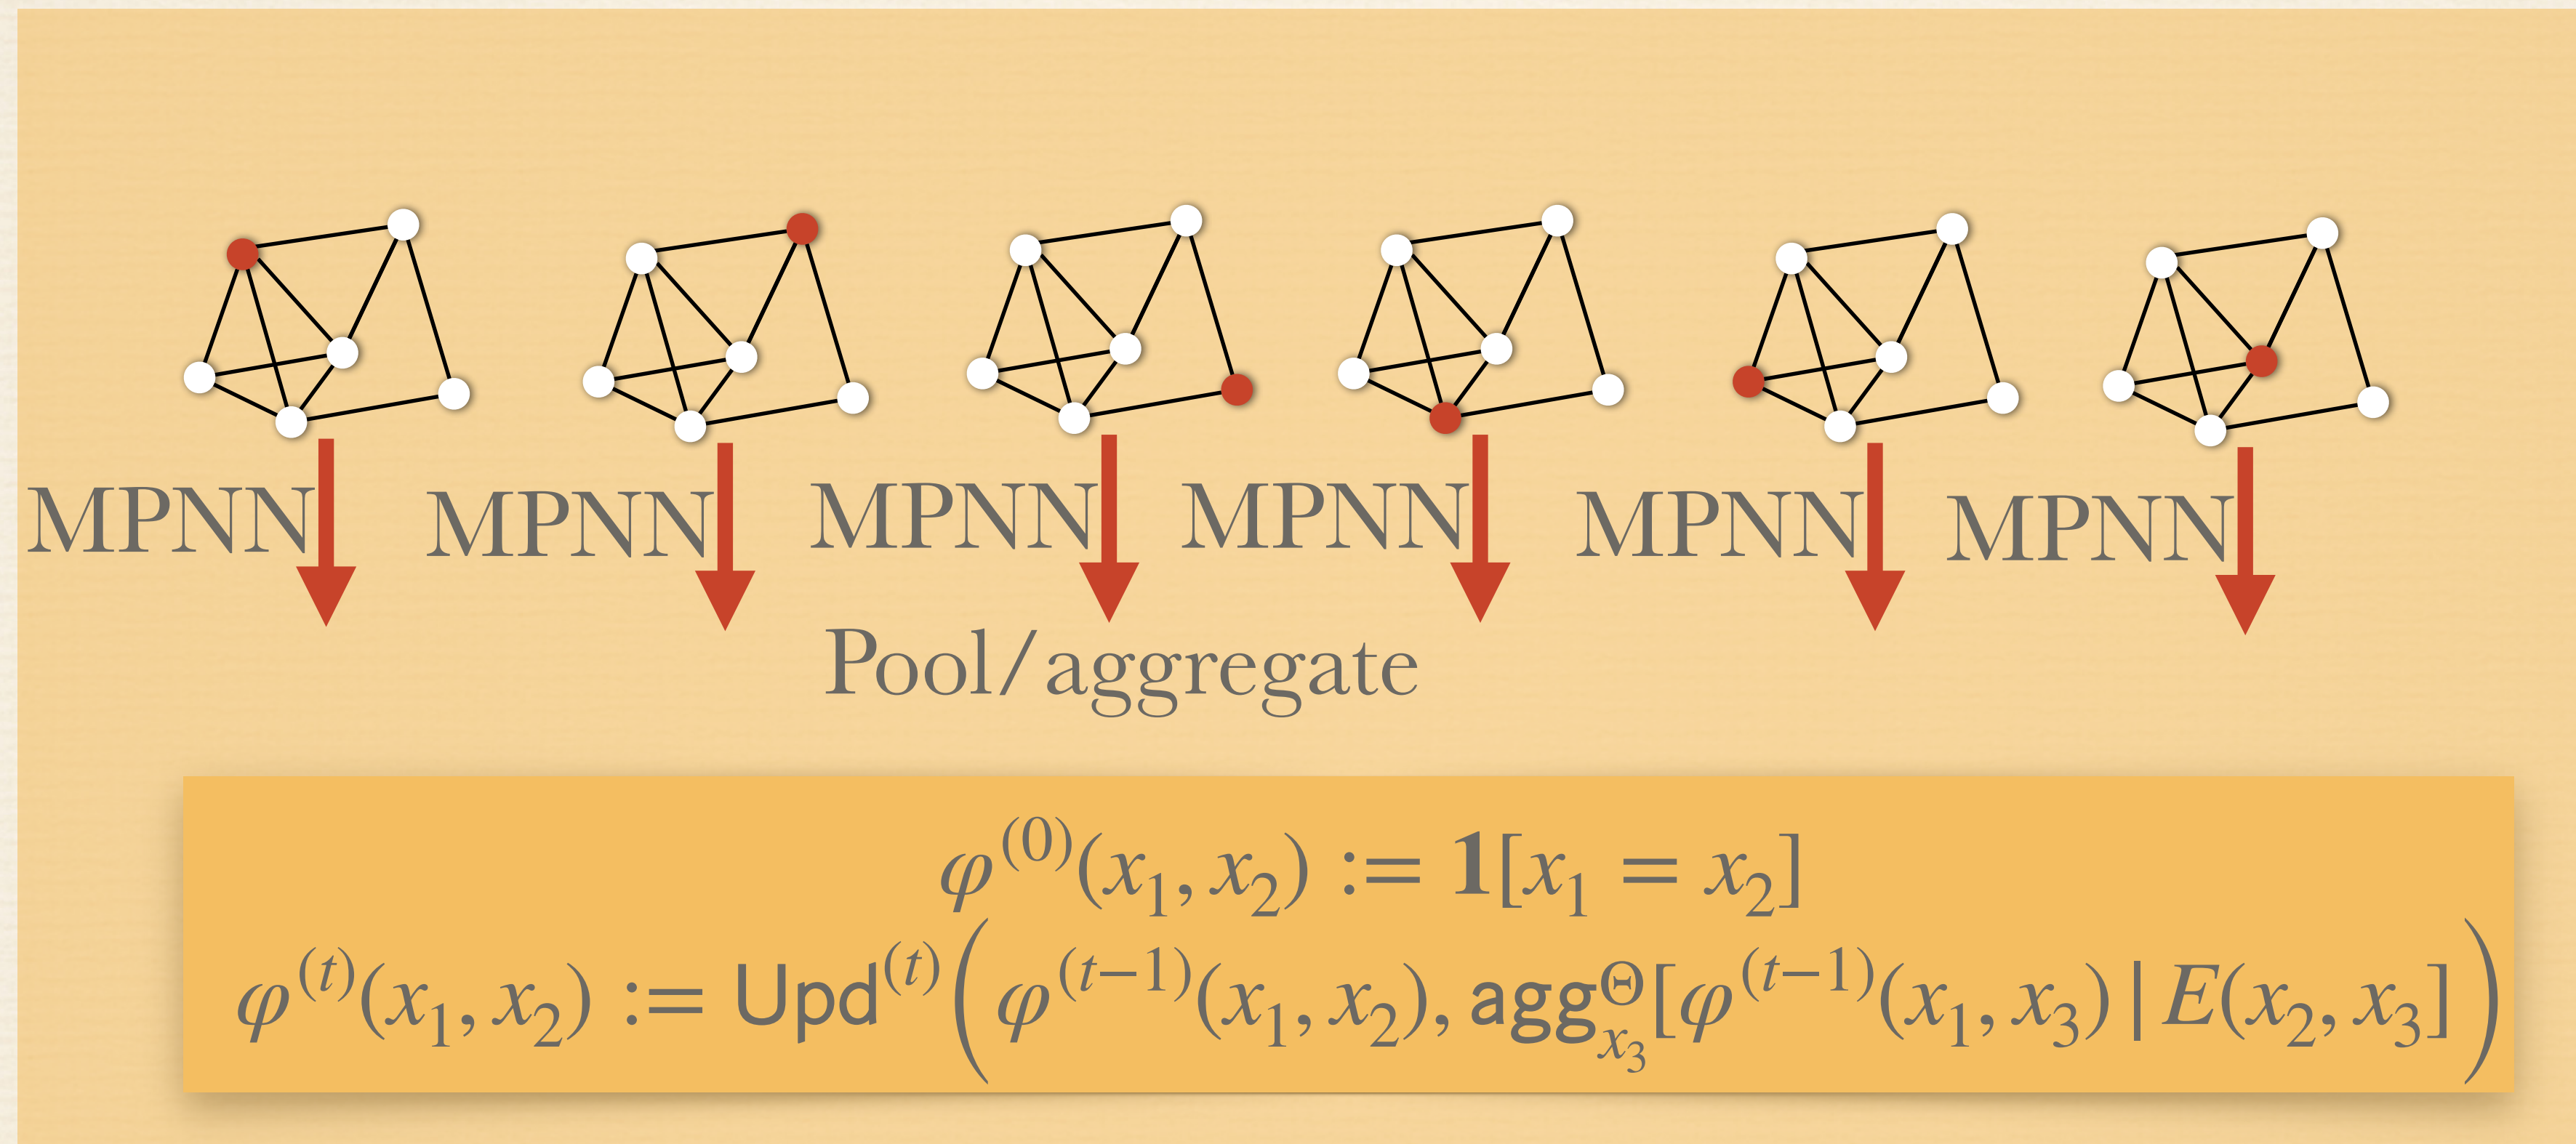 MPNN MPNN MPNN MPNN MPNN MPNN
Pool/aggregate
φ^(0)(x_1, x_2) := 𝟏[x_1 = x_2]
φ^(t)(x_1, x_2) := Upd^(t)(φ^(t−1)(x_1, x_2), agg^Θ_{x_3}[φ^(t−1)(x_1, x_3) | E(x_2, x_3])